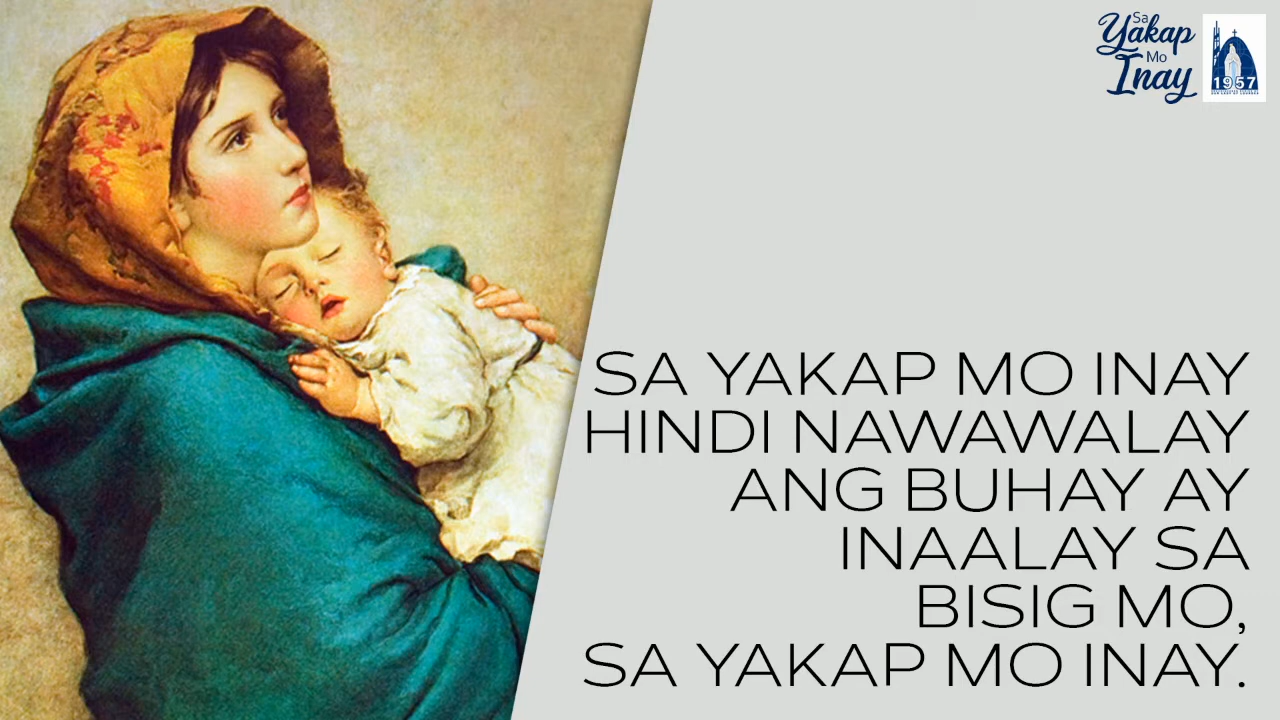 Sa
Yakap
Mo
Inay
1957
SA YAKAP MO INAY
HINDI NAWAWALAY
ANG BUHAY AY
INAALAY SA
BISIG MO,
SA YAKAP MO INAY.